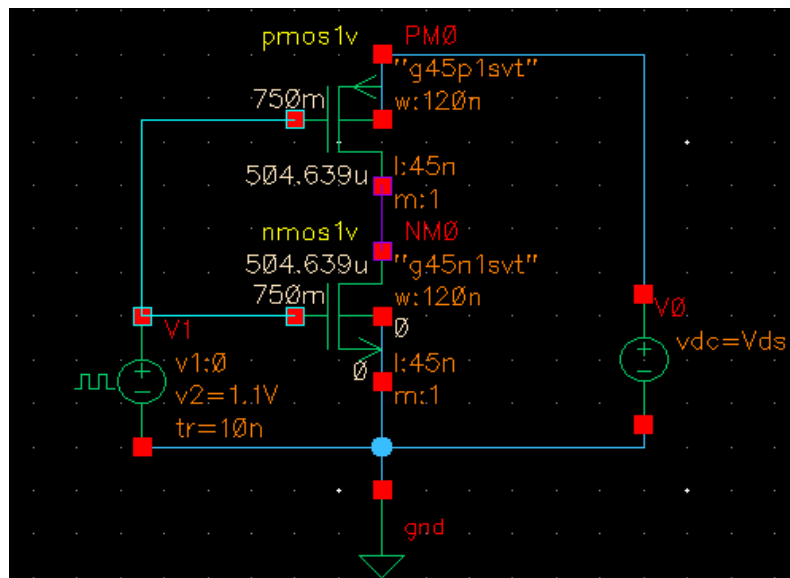 pmos1v PM0
"g45p1svt"
750m w:120n
504.639u l:45n
m:1
nmos1v NM0
504.639u "g45n1svt"
750m w:120n
V1 0 V0
v1:0 vdc=Vds
0 l:45n
v2=1.1V m:1
tr=10n
gnd